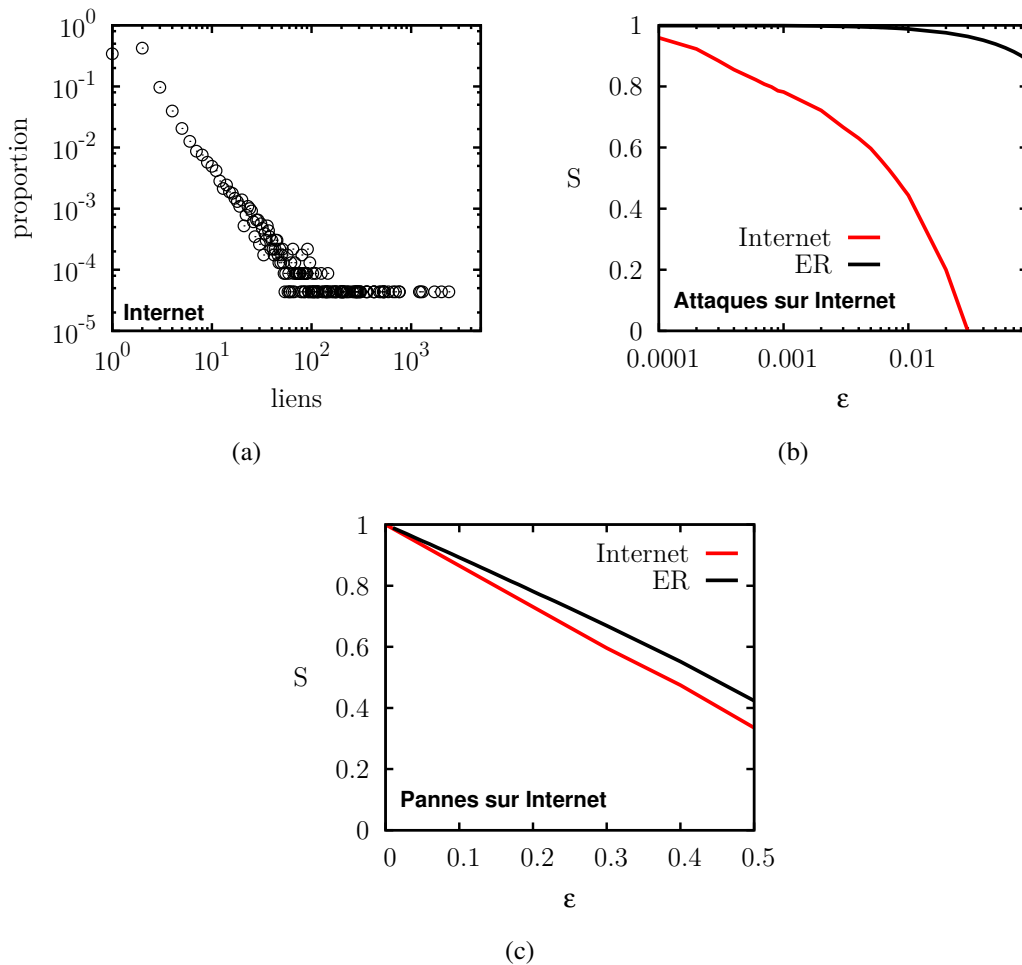 10^0
10^-1
10^-2
10^-3
10^-4
10^-5
proportion
Internet
10^0 10^1 10^2 10^3
liens
(a)
1
0.8
0.6
0.4
0.2
0
S
Internet
ER
Attaques sur Internet
0.0001 0.001 0.01
ε
(b)
1
0.8
0.6
0.4
0.2
0
S
Internet
ER
Pannes sur Internet
0 0.1 0.2 0.3 0.4 0.5
ε
(c)